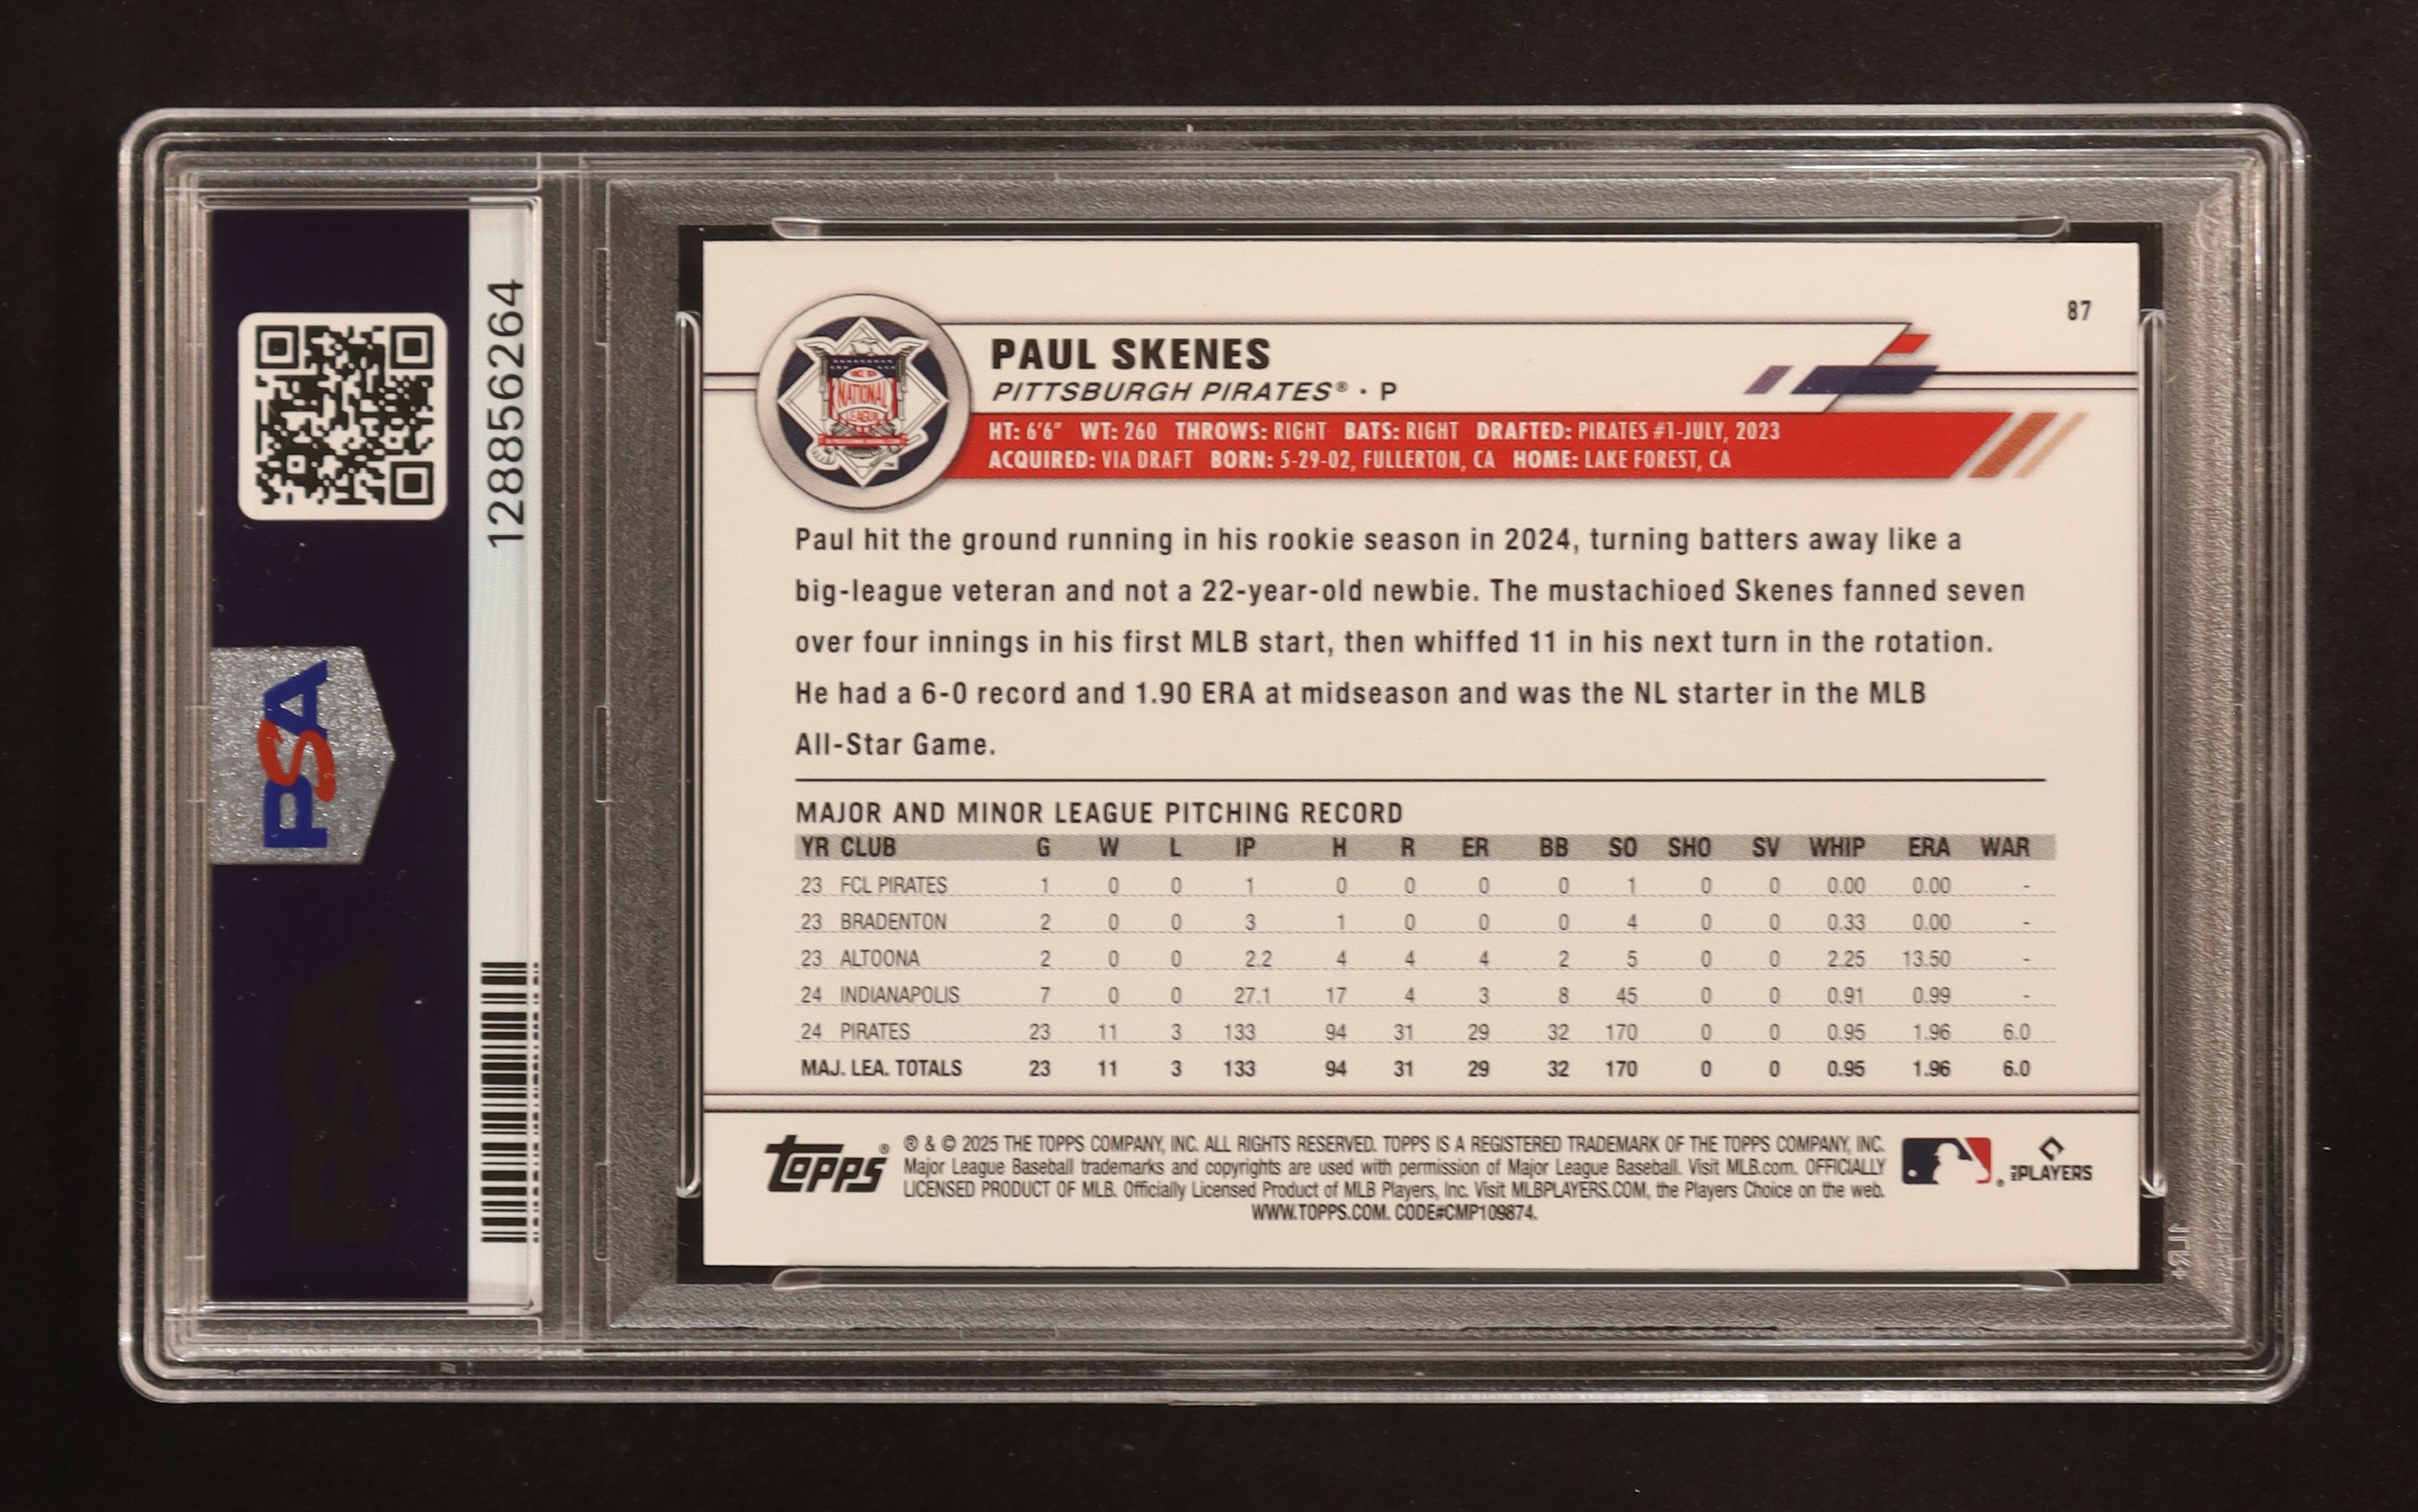 128856264
PSA
87
PAUL SKENES
PITTSBURGH PIRATES® · P
HT: 6'6" WT: 260 THROWS: RIGHT BATS: RIGHT DRAFTED: PIRATES #1-JULY, 2023
ACQUIRED: VIA DRAFT BORN: 5-29-02, FULLERTON, CA HOME: LAKE FOREST, CA
NATIONAL
LEAGUE
TM
Paul hit the ground running in his rookie season in 2024, turning batters away like a
big-league veteran and not a 22-year-old newbie. The mustachioed Skenes fanned seven
over four innings in his first MLB start, then whiffed 11 in his next turn in the rotation.
He had a 6-0 record and 1.90 ERA at midseason and was the NL starter in the MLB
All-Star Game.
MAJOR AND MINOR LEAGUE PITCHING RECORD
YR CLUB G W L IP H R ER BB SO SHO SV WHIP ERA WAR
23 FCL PIRATES 1 0 0 1 0 0 0 0 1 0 0 0.00 0.00 -
23 BRADENTON 2 0 0 3 1 0 0 0 4 0 0 0.33 0.00 -
23 ALTOONA 2 0 0 2.2 4 4 4 2 5 0 0 2.25 13.50 -
24 INDIANAPOLIS 7 0 0 27.1 17 4 3 8 45 0 0 0.91 0.99 -
24 PIRATES 23 11 3 133 94 31 29 32 170 0 0 0.95 1.96 6.0
MAJ. LEA. TOTALS 23 11 3 133 94 31 29 32 170 0 0 0.95 1.96 6.0
topps®
® & © 2025 THE TOPPS COMPANY, INC. ALL RIGHTS RESERVED. TOPPS IS A REGISTERED TRADEMARK OF THE TOPPS COMPANY, INC.
Major League Baseball trademarks and copyrights are used with permission of Major League Baseball. Visit MLB.com. OFFICIALLY
LICENSED PRODUCT OF MLB. Officially Licensed Product of MLB Players, Inc. Visit MLBPLAYERS.COM, the Players Choice on the web.
WWW.TOPPS.COM. CODE#CMP109874.
®
PLAYERS